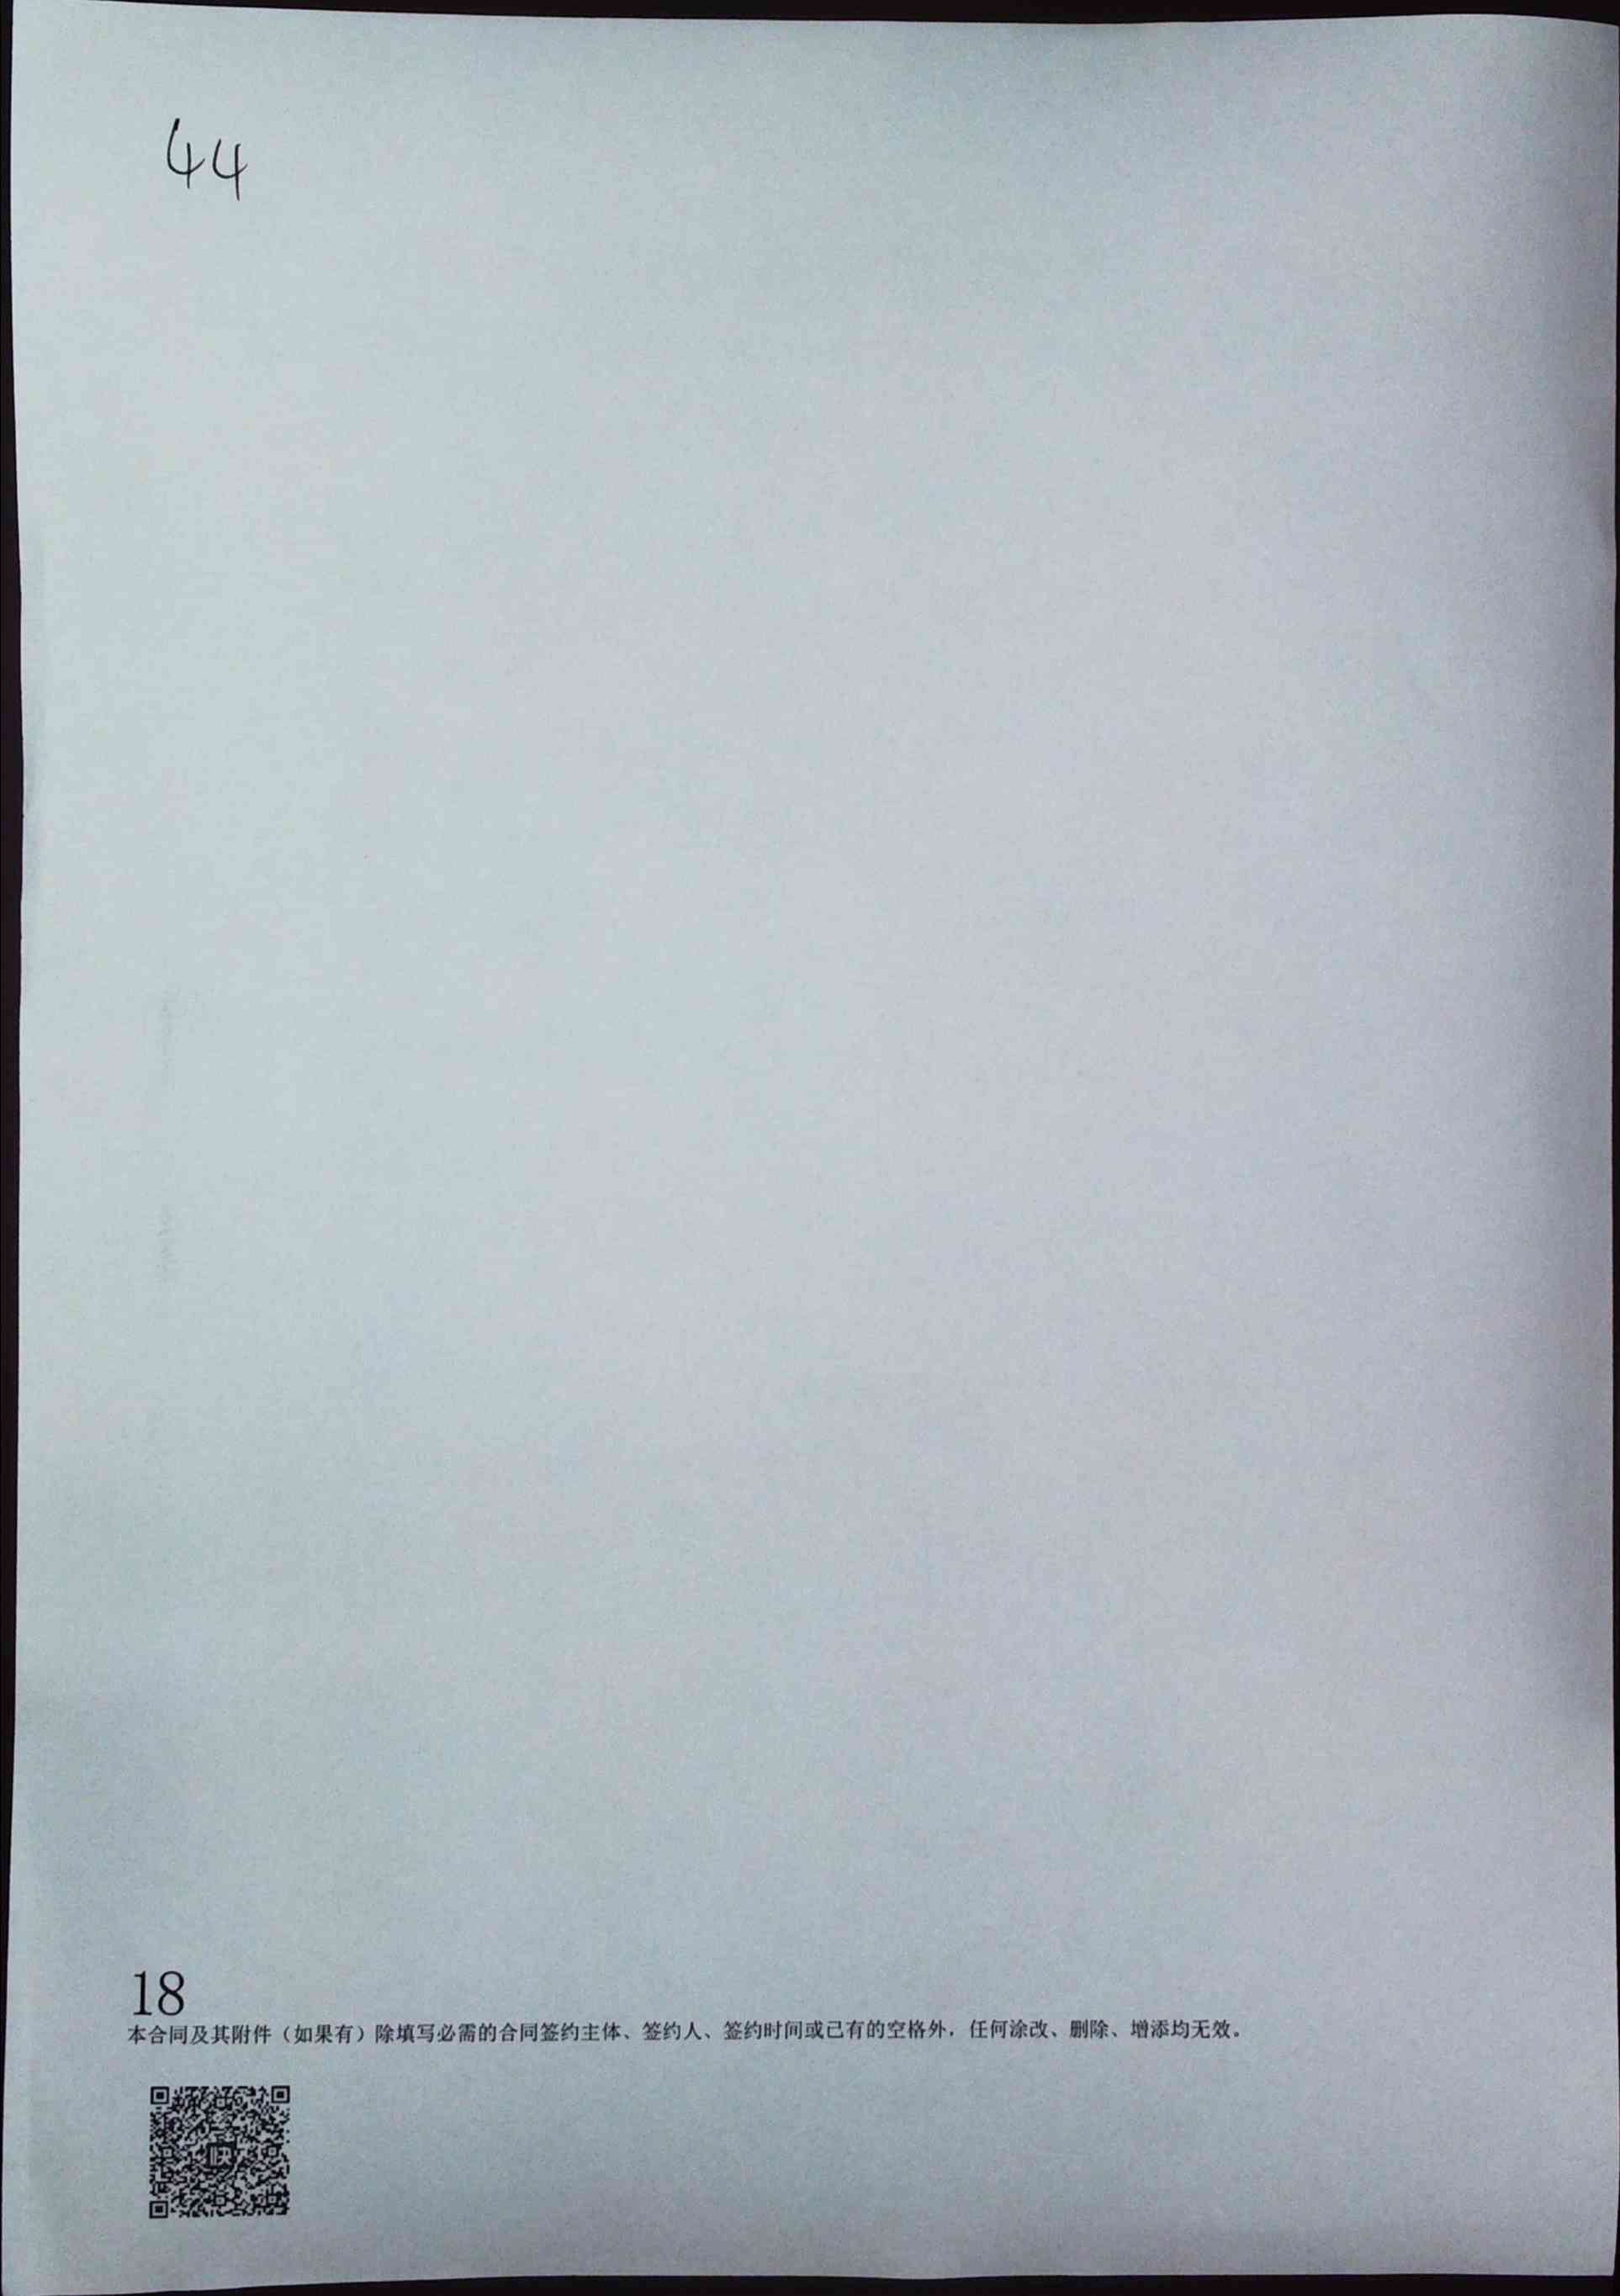 44
18
本合同及其附件（如果有）除填写必需的合同签约主体、签约人、签约时间或已有的空格外，任何涂改、删除、增添均无效。
快